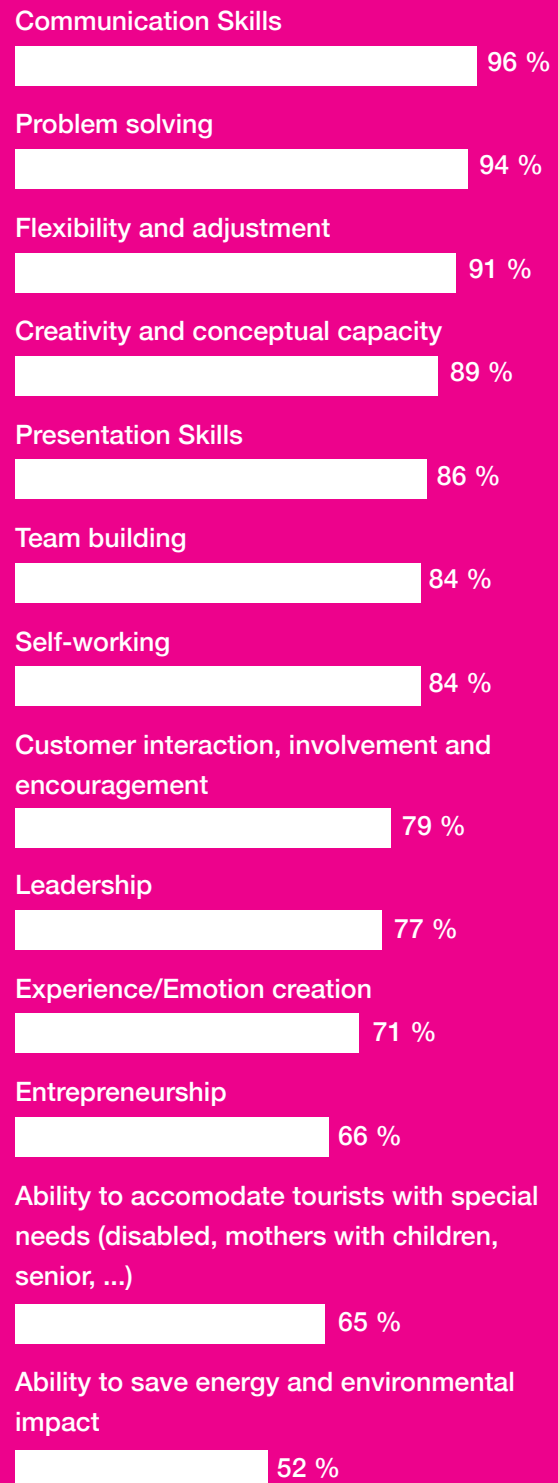 Communication Skills
96 %
Problem solving
94 %
Flexibility and adjustment
91 %
Creativity and conceptual capacity
89 %
Presentation Skills
86 %
Team building
84 %
Self-working
84 %
Customer interaction, involvement and
encouragement
79 %
Leadership
77 %
Experience/Emotion creation
71 %
Entrepreneurship
66 %
Ability to accomodate tourists with special
needs (disabled, mothers with children,
senior, ...)
65 %
Ability to save energy and environmental
impact
52 %